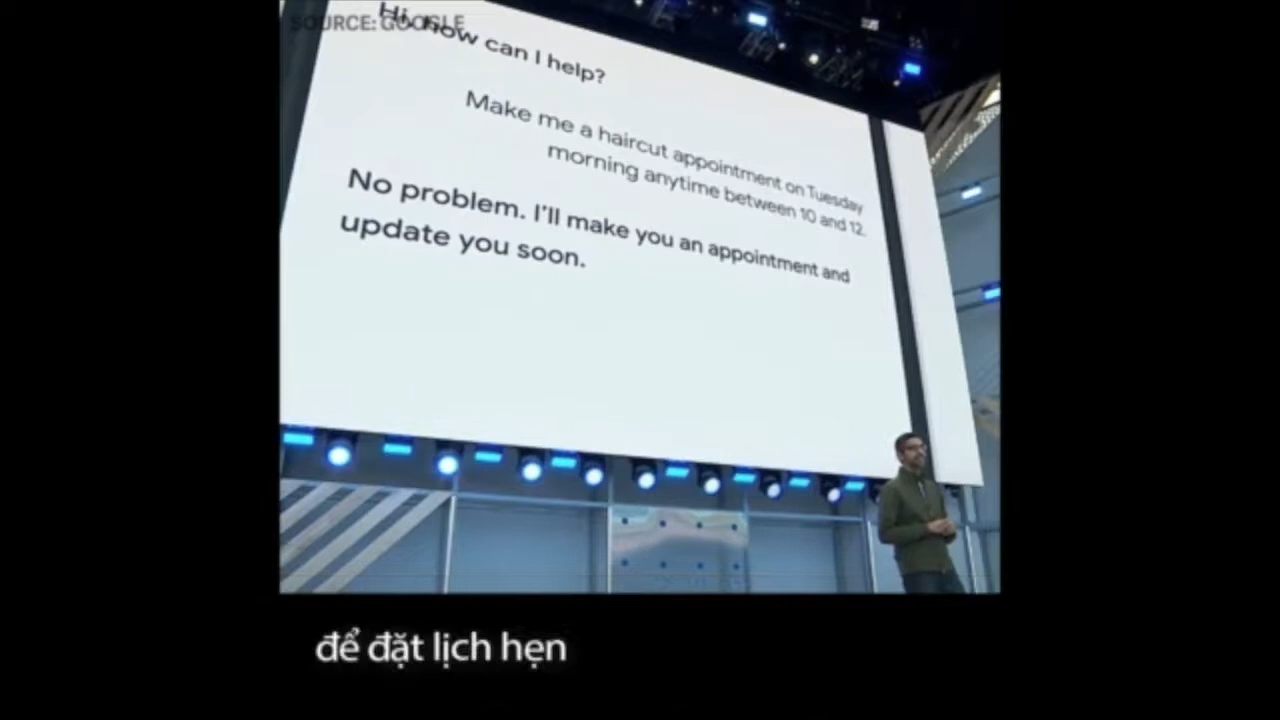 SOURCE: GOOGLE
Hi, how can I help?
Make me a haircut appointment on Tuesday
morning anytime between 10 and 12.
No problem. I'll make you an appointment and
update you soon.
để đặt lịch hẹn